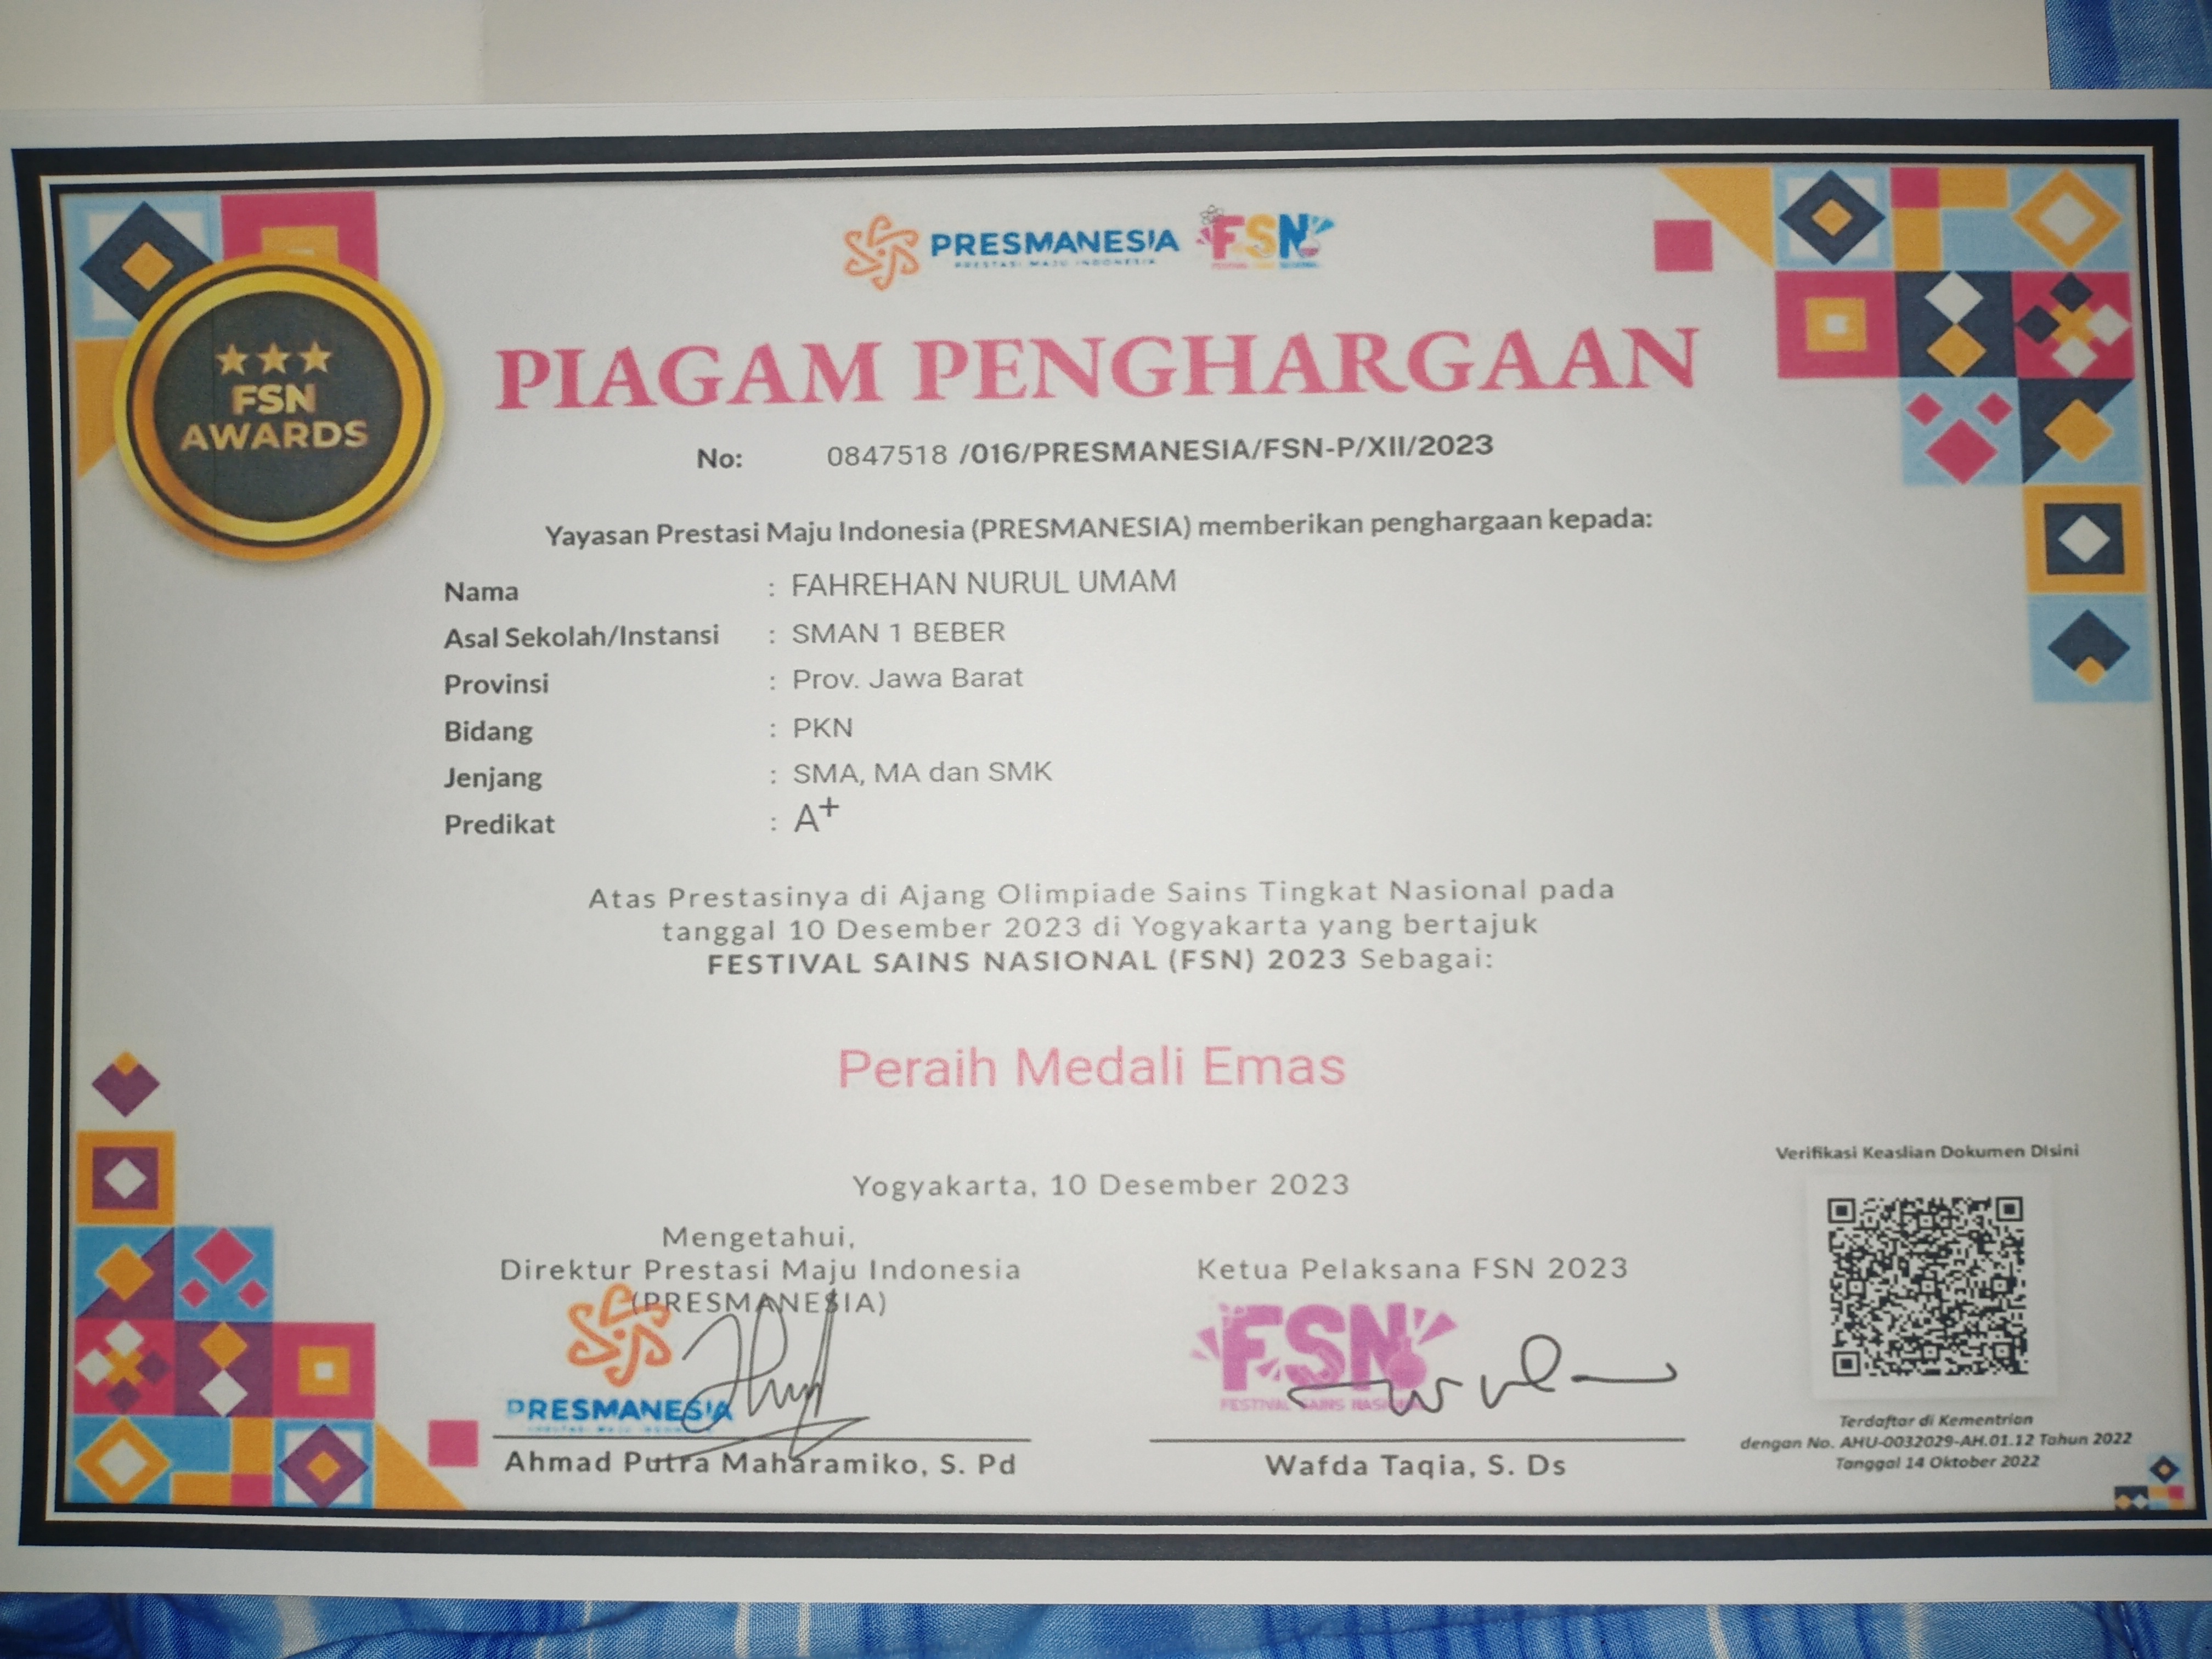 PRESMANESIA
PRESTASI MAJU INDONESIA
FSN
FSN
AWARDS
PIAGAM PENGHARGAAN
No: 0847518 /016/PRESMANESIA/FSN-P/XII/2023
Yayasan Prestasi Maju Indonesia (PRESMANESIA) memberikan penghargaan kepada:
Nama : FAHREHAN NURUL UMAM
Asal Sekolah/Instansi : SMAN 1 BEBER
Provinsi : Prov. Jawa Barat
Bidang : PKN
Jenjang : SMA, MA dan SMK
Predikat : A+
Atas Prestasinya di Ajang Olimpiade Sains Tingkat Nasional pada
tanggal 10 Desember 2023 di Yogyakarta yang bertajuk
FESTIVAL SAINS NASIONAL (FSN) 2023 Sebagai:
Peraih Medali Emas
Yogyakarta, 10 Desember 2023
Mengetahui,
Direktur Prestasi Maju Indonesia
(PRESMANESIA)
PRESMANESIA
Ahmad Putra Maharamiko, S. Pd
Ketua Pelaksana FSN 2023
FSN
FESTIVAL SAINS NASIONAL
Wafda Taqia, S. Ds
Verifikasi Keaslian Dokumen DIsini
Terdaftar di Kementrian
dengan No. AHU-0032029-AH.01.12 Tahun 2022
Tanggal 14 Oktober 2022